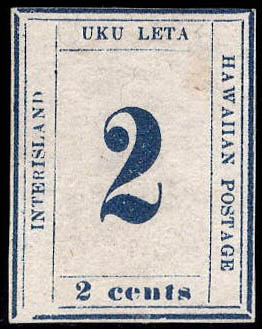 UKU LETA
INTERISLAND
HAWAIIAN POSTAGE
2
2 cents